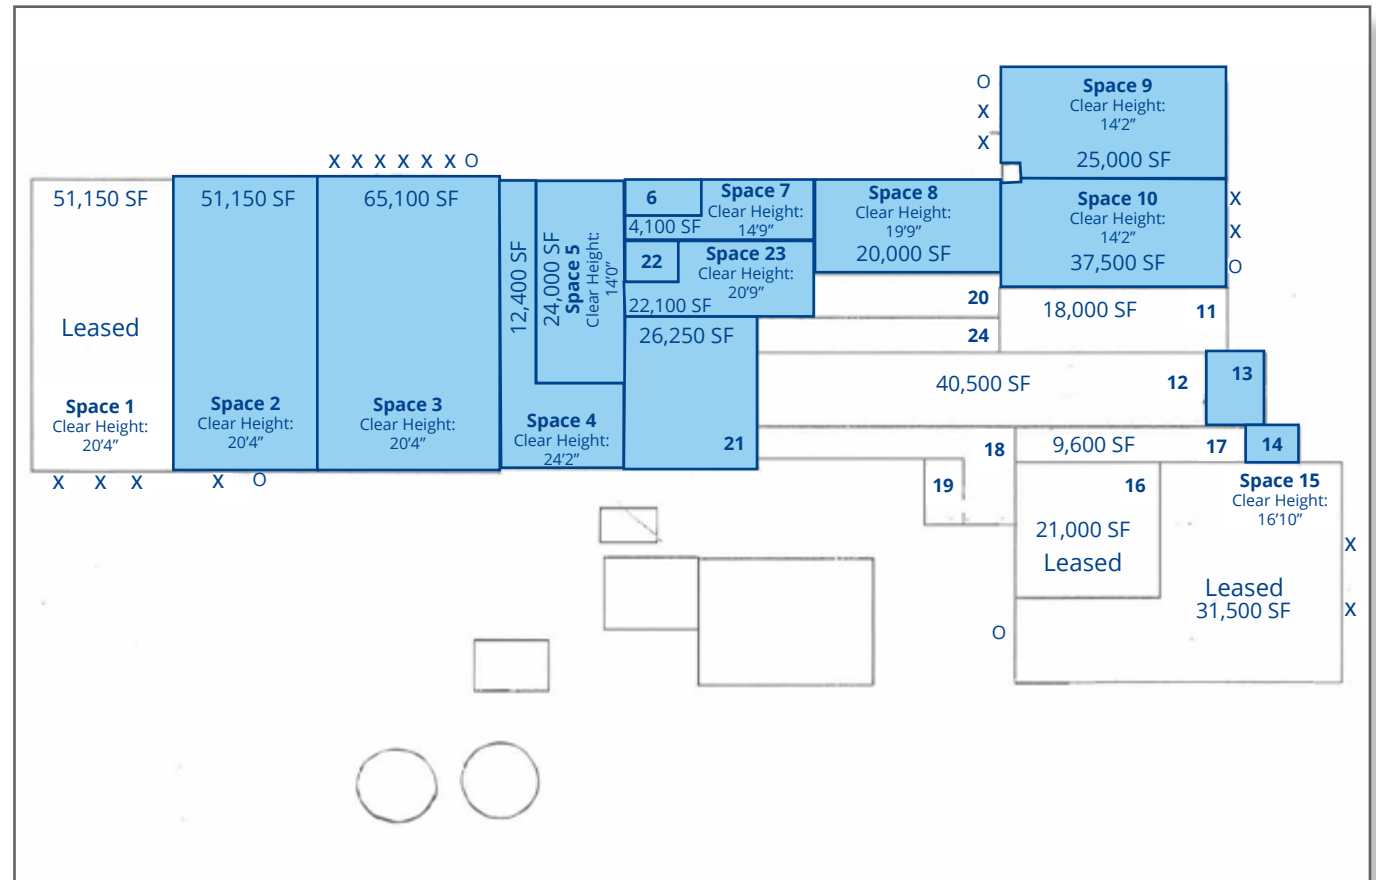 O
X
X
Space 9
Clear Height:
14'2”
25,000 SF
X X X X X X O
51,150 SF
Leased
Space 1
Clear Height:
20'4”
X X X
51,150 SF
Space 2
Clear Height:
20'4”
X O
65,100 SF
Space 3
Clear Height:
20'4”
12,400 SF
Space 4
Clear Height:
24'2”
24,000 SF
Space 5
Clear Height:
14'0”
6
4,100 SF
Space 7
Clear Height:
14'9”
22
22,100 SF
Space 23
Clear Height:
20'9”
26,250 SF
21
Space 8
Clear Height:
19'9”
20,000 SF
Space 10
Clear Height:
14'2”
37,500 SF
X
X
O
20
24
18,000 SF 11
40,500 SF 12
13
18
9,600 SF 17
14
19
16
21,000 SF
Leased
Space 15
Clear Height:
16'10”
Leased
31,500 SF
X
X
O